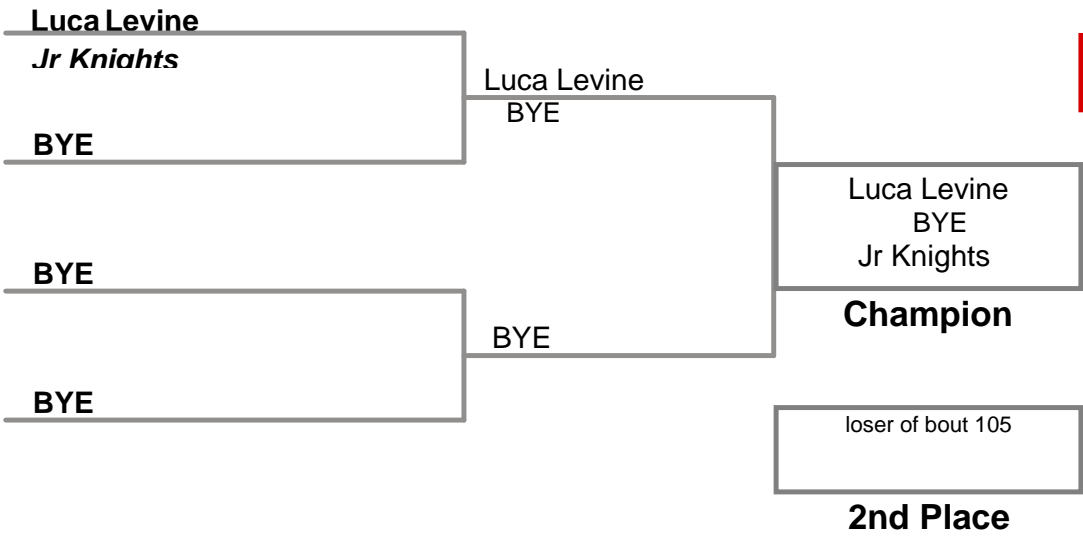 Luca Levine
Jr Knights
BYE
BYE
BYE
Luca Levine
BYE
BYE
Luca Levine
BYE
Jr Knights
Champion
loser of bout 105
2nd Place